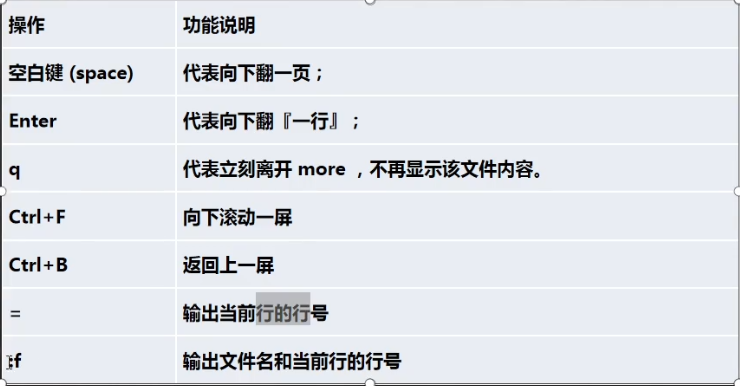 操作 功能说明
空白键 (space) 代表向下翻一页；
Enter 代表向下翻『一行』；
q 代表立刻离开 more ，不再显示该文件内容。
Ctrl+F 向下滚动一屏
Ctrl+B 返回上一屏
= 输出当前行的行号
:f 输出文件名和当前行的行号